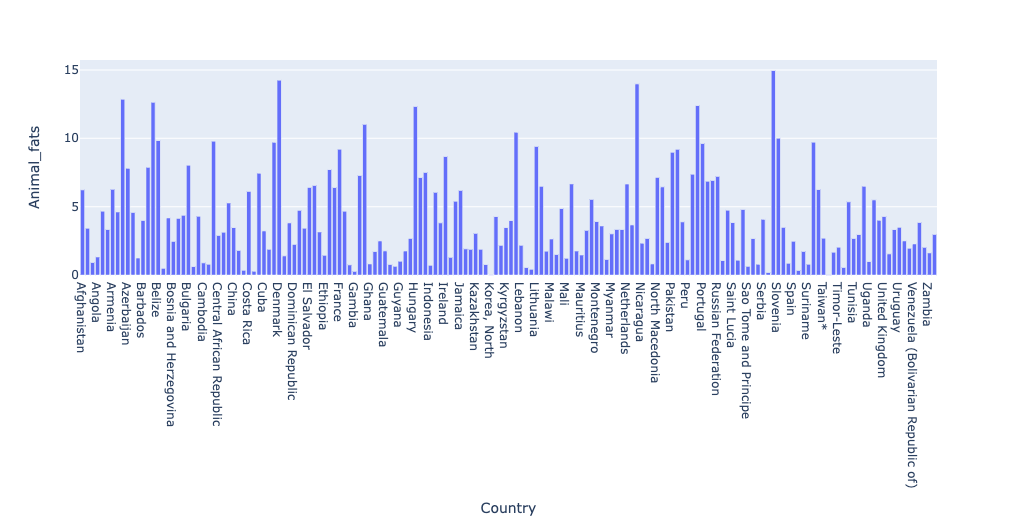 Animal_fats
15
10
5
0
Afghanistan
Angola
Armenia
Azerbaijan
Barbados
Belize
Bosnia and Herzegovina
Bulgaria
Cambodia
Central African Republic
China
Costa Rica
Cuba
Denmark
Dominican Republic
El Salvador
Ethiopia
France
Gambia
Ghana
Guatemala
Guyana
Hungary
Indonesia
Ireland
Jamaica
Kazakhstan
Korea, North
Kyrgyzstan
Lebanon
Lithuania
Malawi
Mali
Mauritius
Montenegro
Myanmar
Netherlands
Nicaragua
North Macedonia
Pakistan
Peru
Portugal
Russian Federation
Saint Lucia
Sao Tome and Principe
Serbia
Slovenia
Spain
Suriname
Taiwan*
Timor-Leste
Tunisia
Uganda
United Kingdom
Uruguay
Venezuela (Bolivarian Republic of)
Zambia
Country